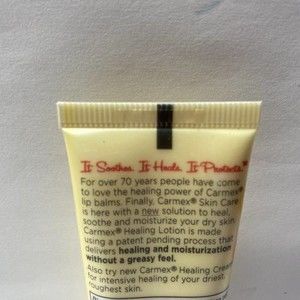 It Soothes. It Heals. It Protects.™
For over 70 years people have come
to love the healing power of Carmex®
lip balms. Finally, Carmex® Skin Care
is here with a new solution to heal,
soothe and moisturize your dry skin.
Carmex® Healing Lotion is made
using a patent pending process that
delivers healing and moisturization
without a greasy feel.
Also try new Carmex® Healing Cream
for intensive healing of your driest,
roughest skin.